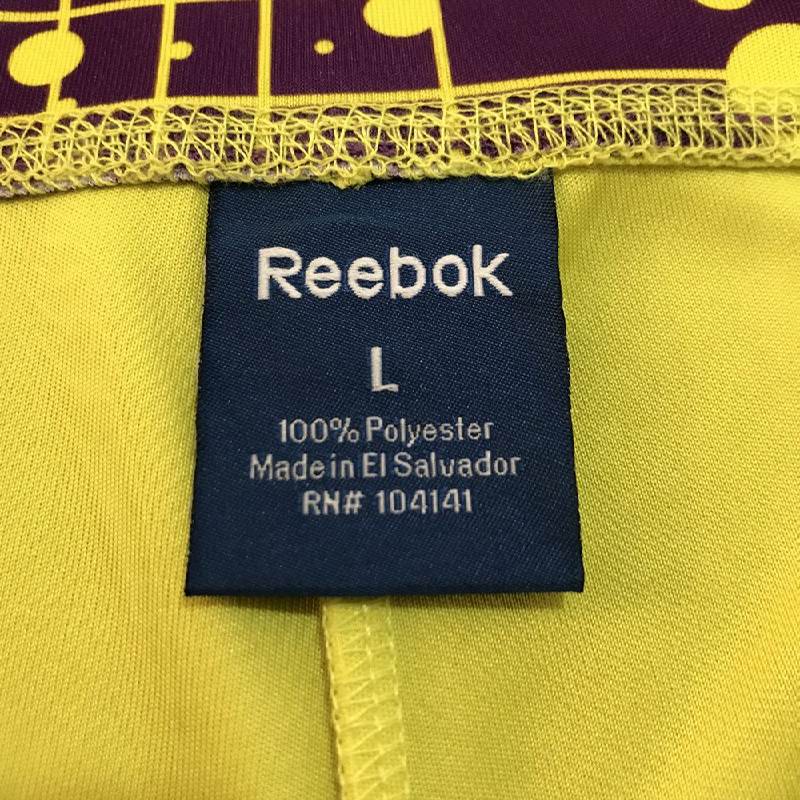 Reebok
L
100% Polyester
Made in El Salvador
RN# 104141